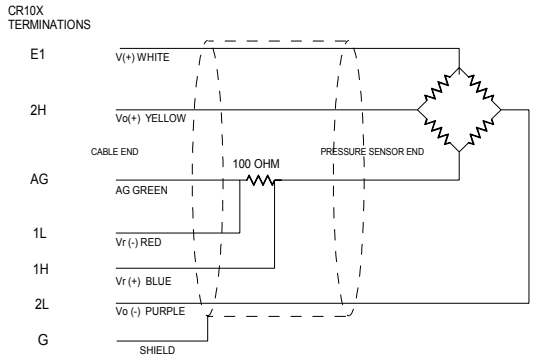 CR10X
TERMINATIONS
E1
V(+) WHITE
2H
Vo(+) YELLOW
CABLE END
PRESSURE SENSOR END
100 OHM
AG
AG GREEN
1L
Vr (-) RED
1H
Vr (+) BLUE
2L
Vo (-) PURPLE
G
SHIELD